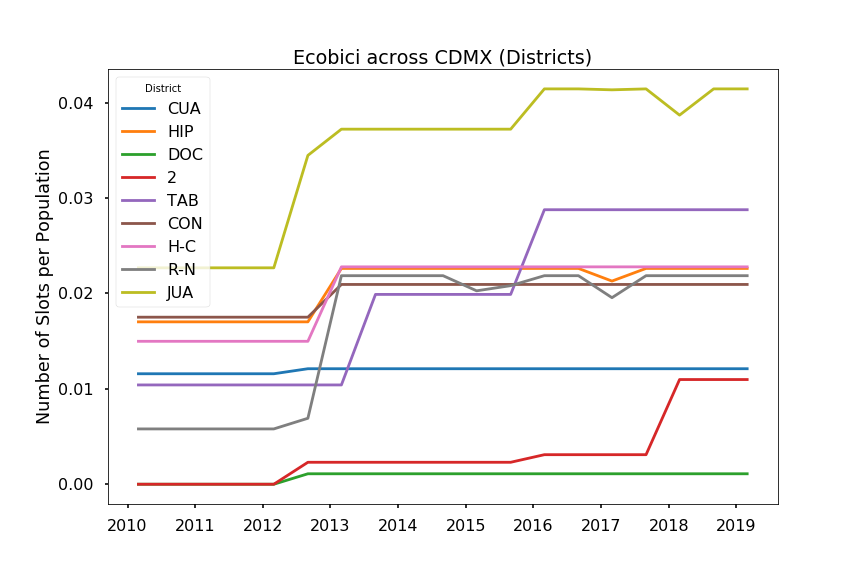 Ecobici across CDMX (Districts)
Number of Slots per Population
0.04
0.03
0.02
0.01
0.00
District
CUA
HIP
DOC
2
TAB
CON
H-C
R-N
JUA
2010 2011 2012 2013 2014 2015 2016 2017 2018 2019